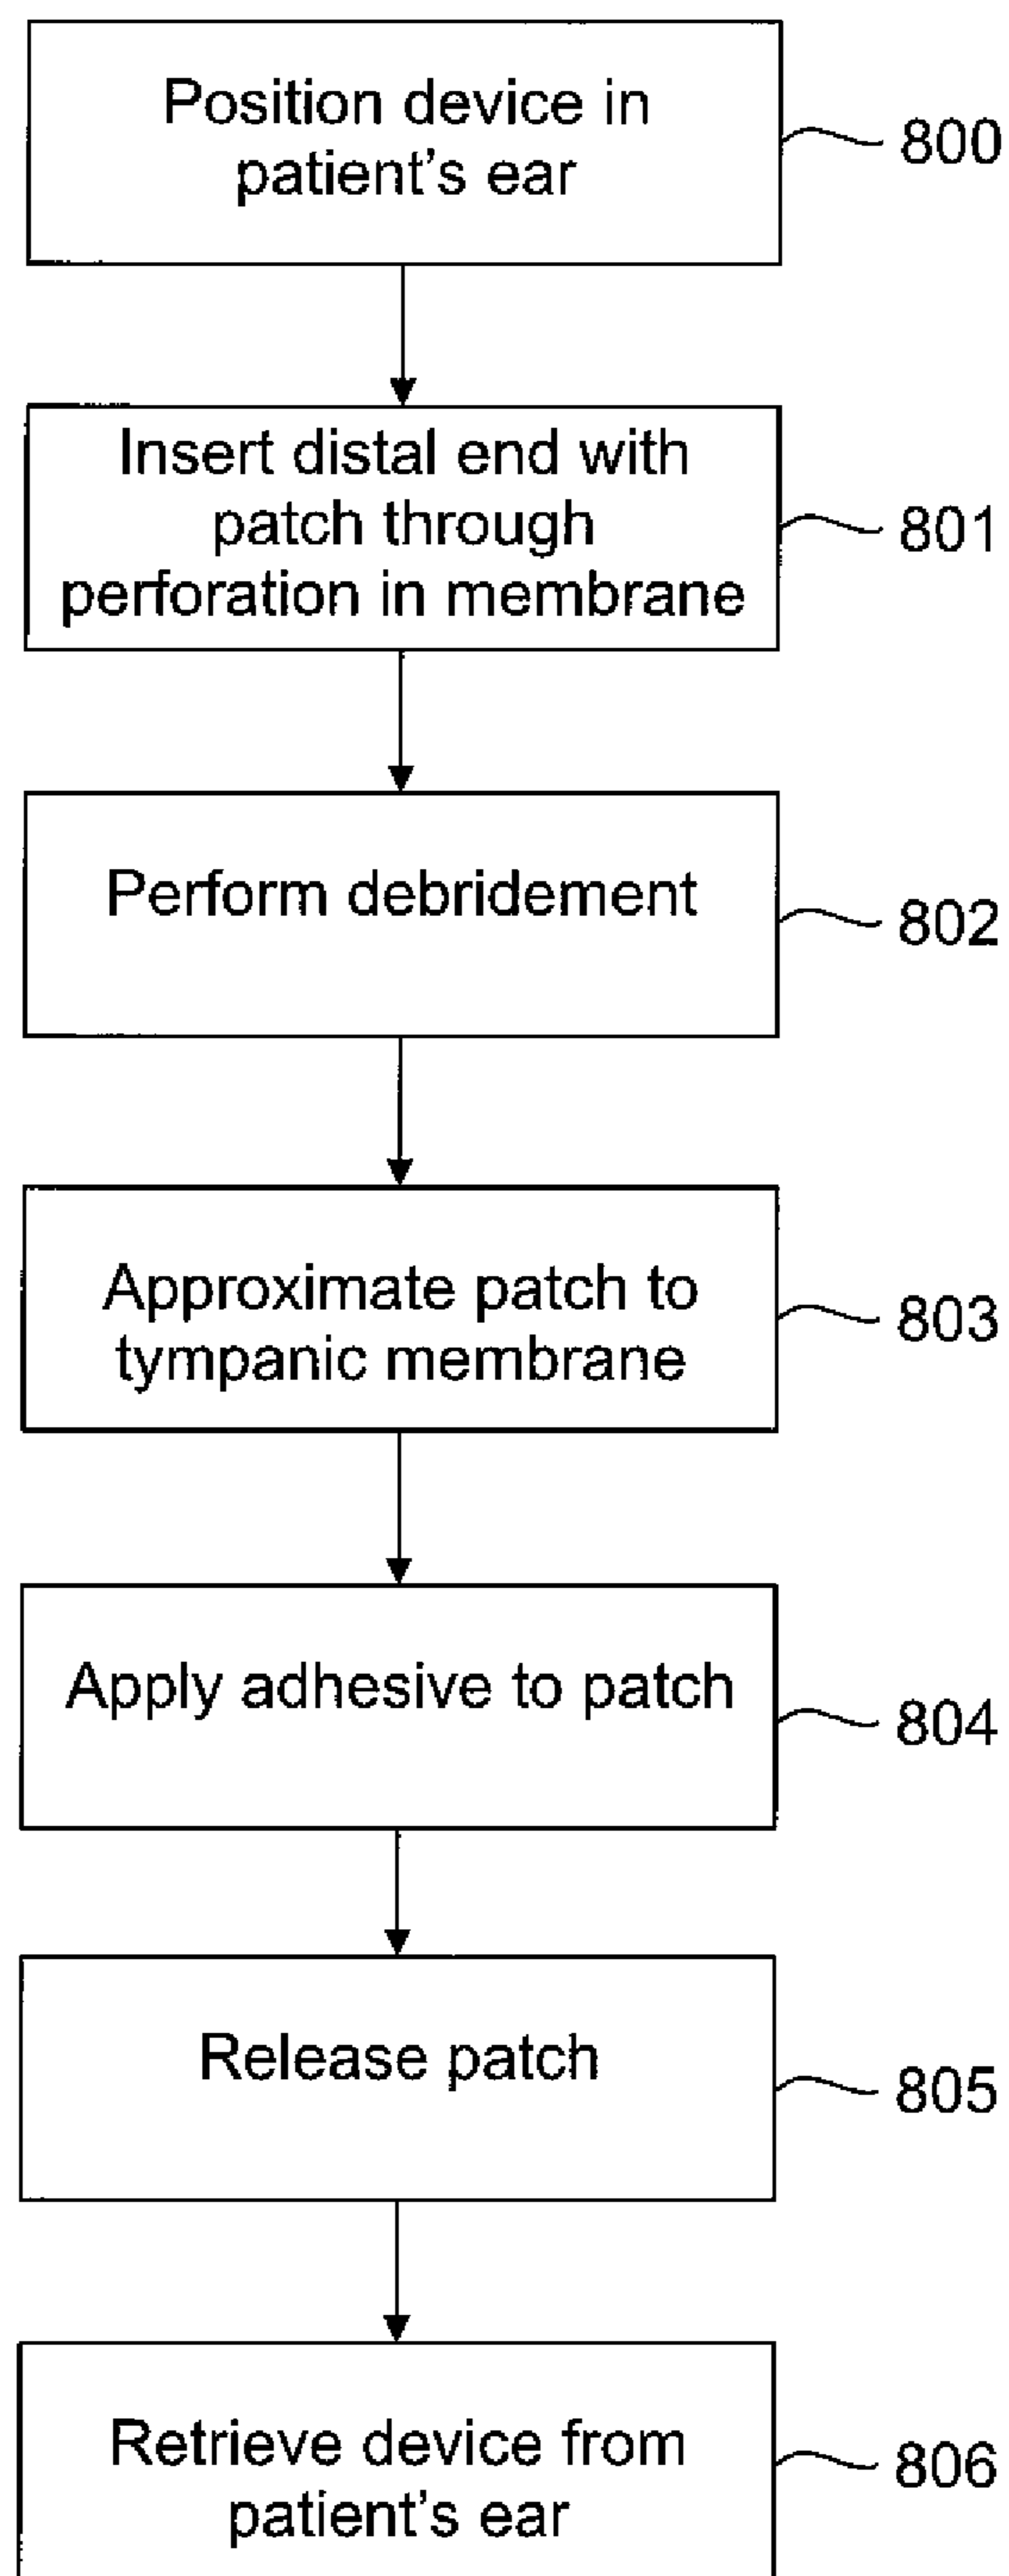 Position device in
patient's ear
800
Insert distal end with
patch through
perforation in membrane
801
Perform debridement
802
Approximate patch to
tympanic membrane
803
Apply adhesive to patch
804
Release patch
805
Retrieve device from
patient's ear
806